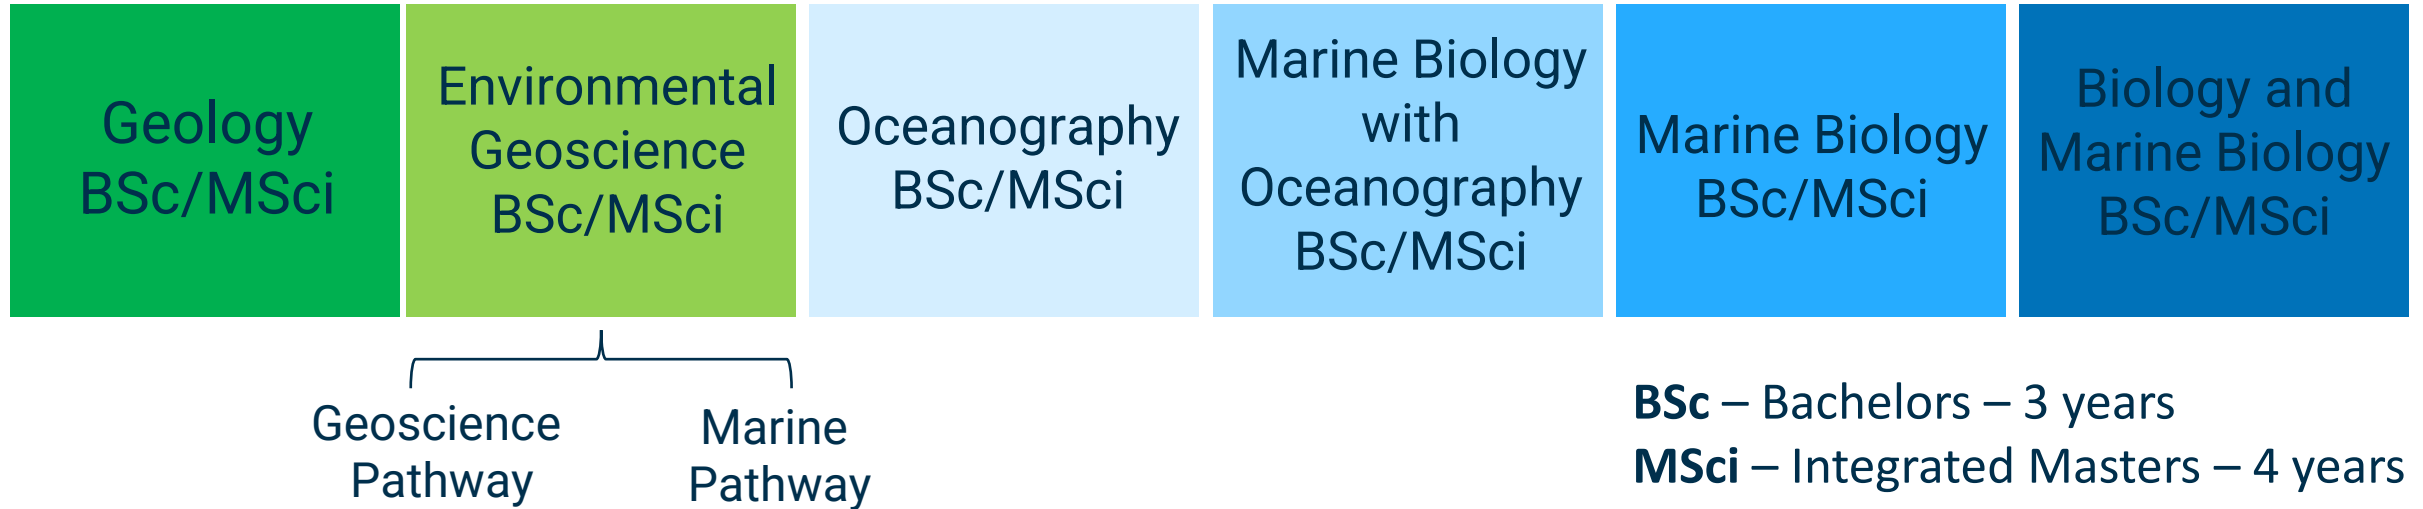 Geology
BSc/MSci
Environmental
Geoscience
BSc/MSci
Oceanography
BSc/MSci
Marine Biology
with
Oceanography
BSc/MSci
Marine Biology
BSc/MSci
Biology and
Marine Biology
BSc/MSci
Geoscience
Pathway
Marine
Pathway
BSc – Bachelors – 3 years
MSci – Integrated Masters – 4 years